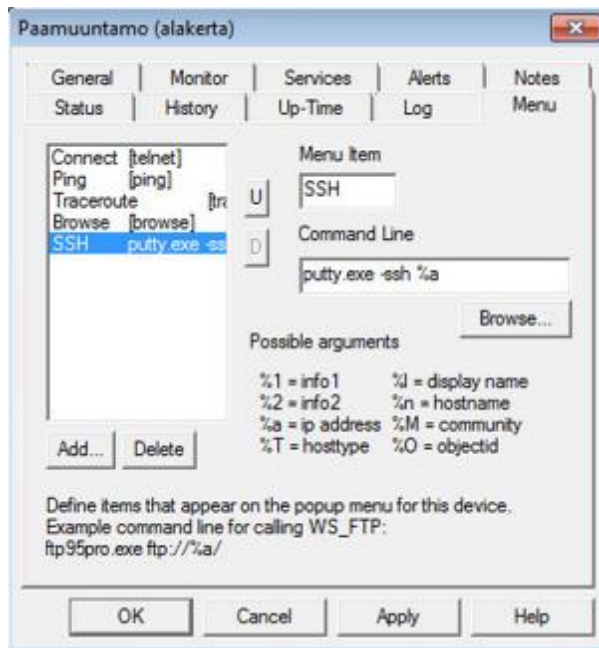 Paamuuntamo (alakerta)
General Monitor Services Alerts Notes
Status History Up-Time Log Menu
Connect [telnet]
Ping [ping]
Traceroute [tra
Browse [browse]
SSH putty.exe -ss
U
D
Menu Item
SSH
Command Line
putty.exe -ssh %a
Browse...
Possible arguments
%1 = info1 %l = display name
%2 = info2 %n = hostname
%a = ip address %M = community
%T = hosttype %O = objectid
Add... Delete
Define items that appear on the popup menu for this device.
Example command line for calling WS_FTP:
ftp95pro.exe ftp://%a/
OK Cancel Apply Help